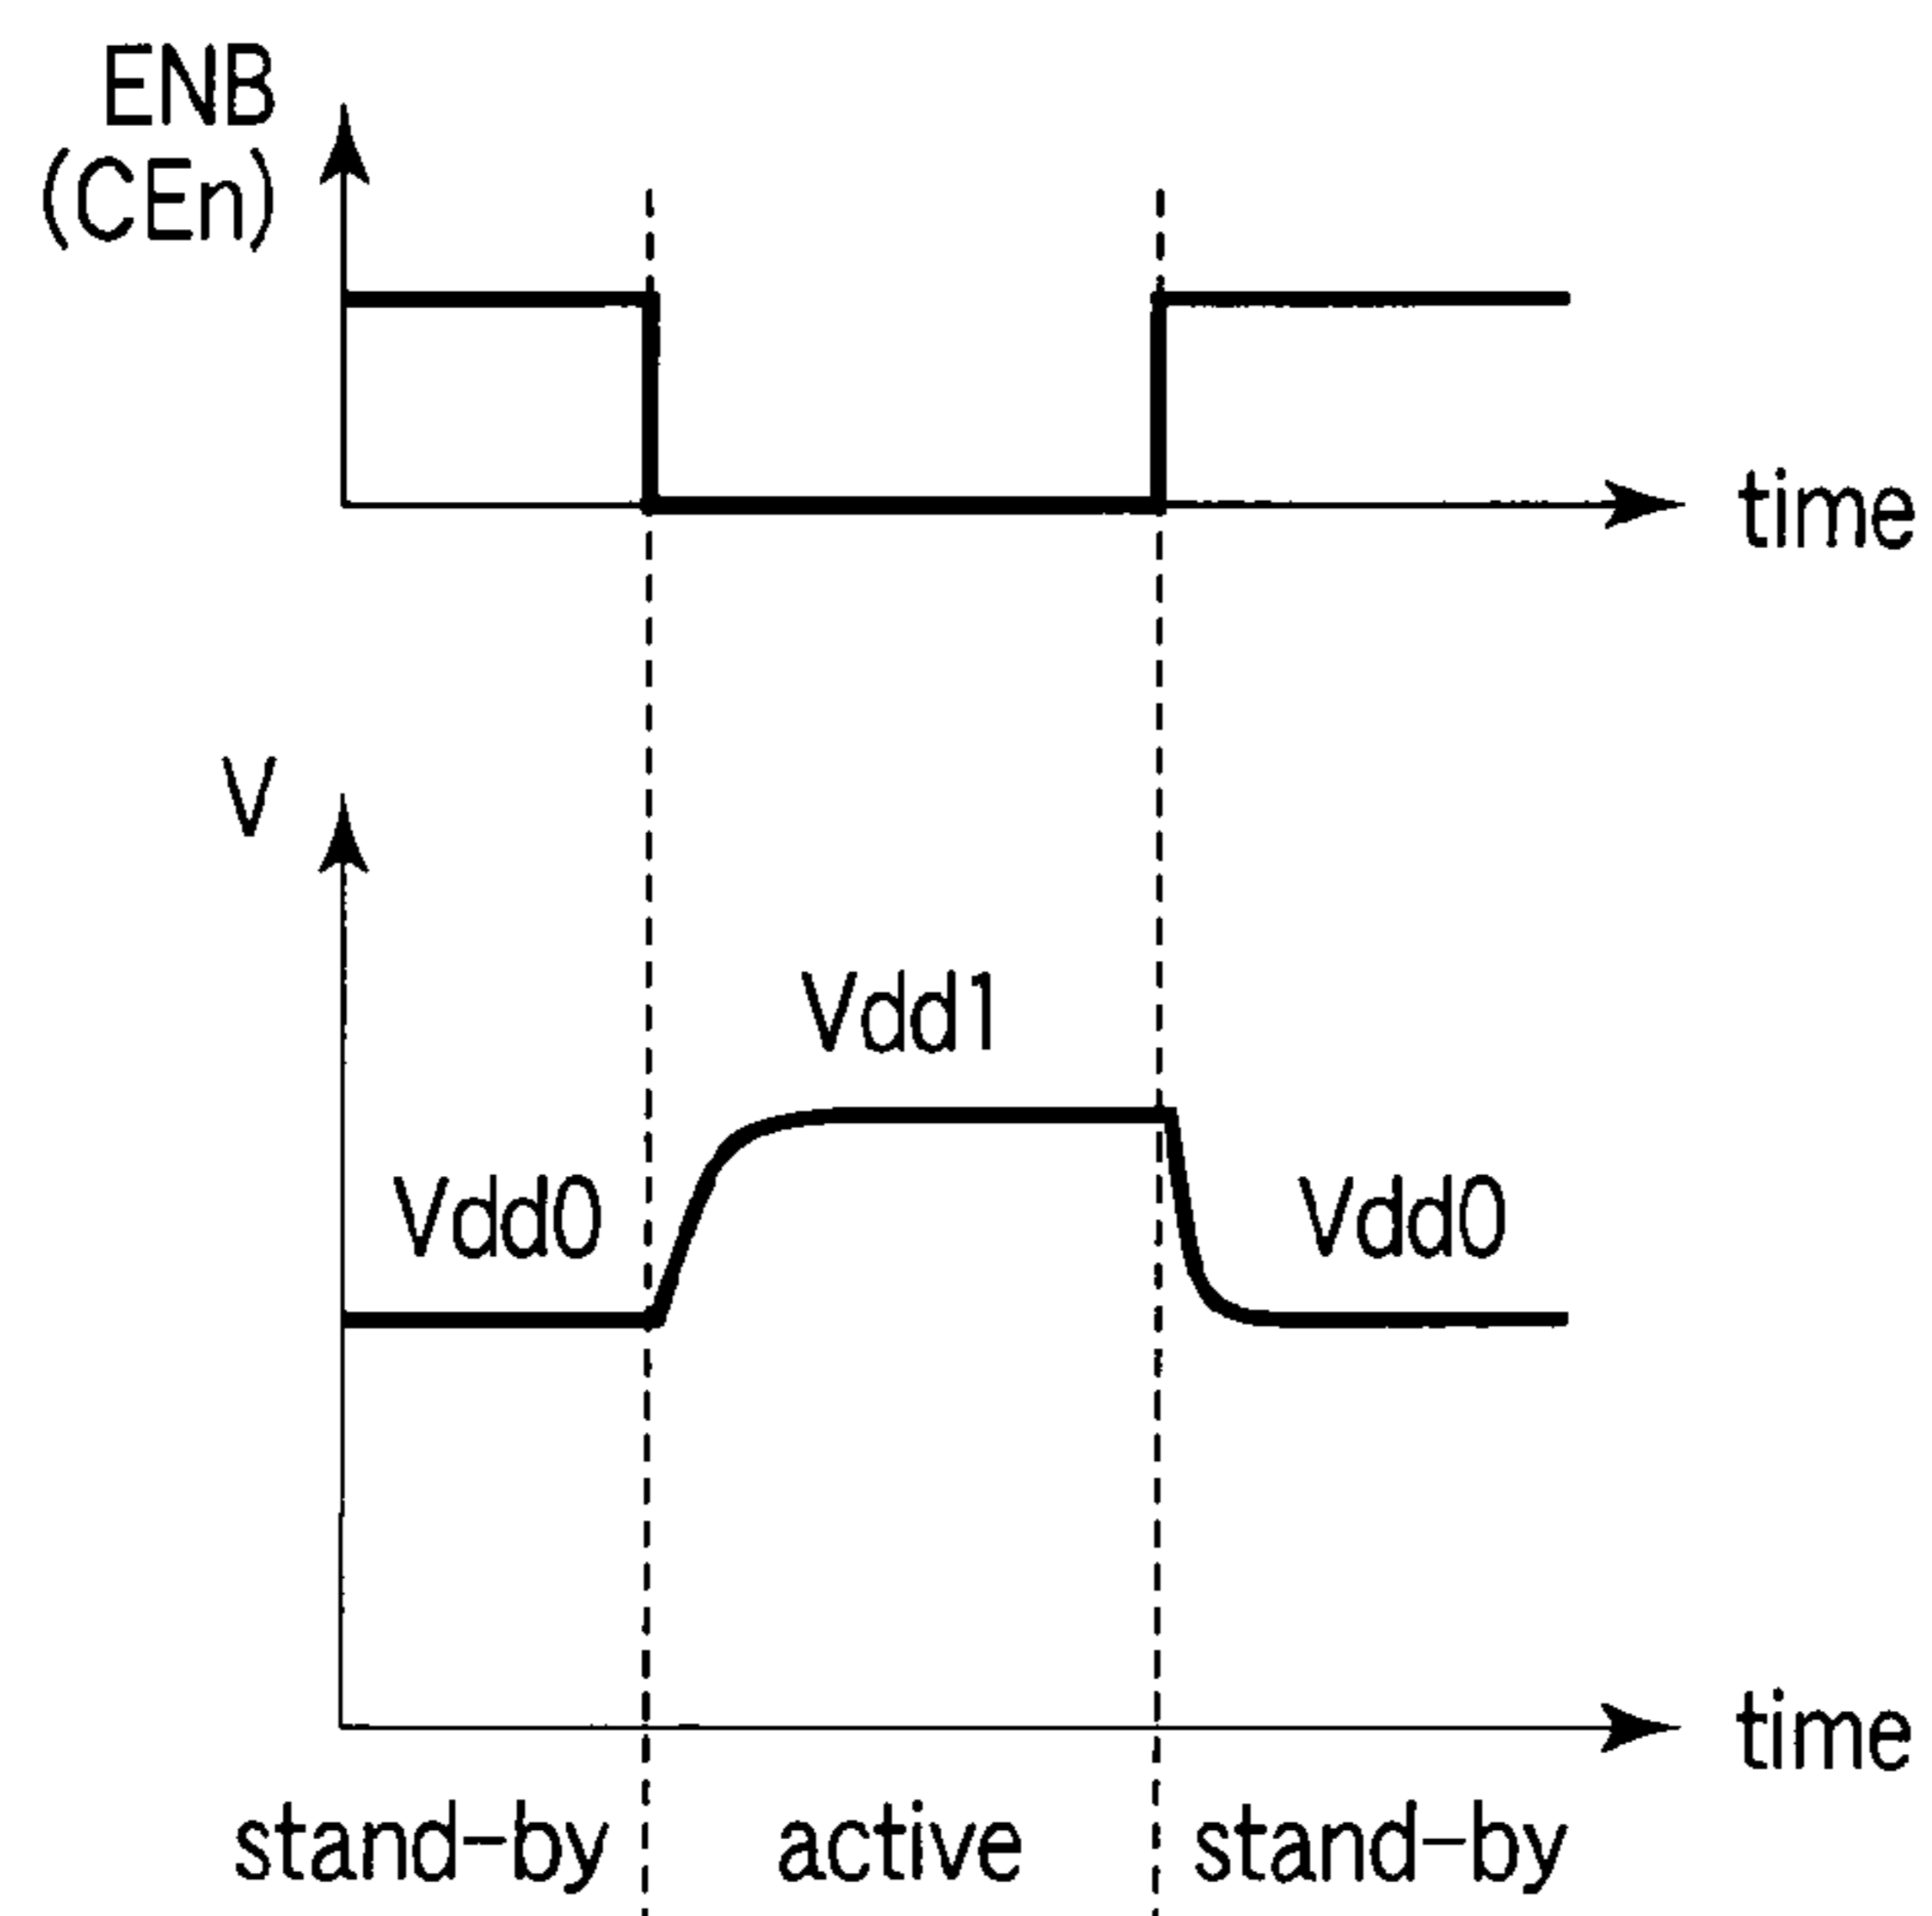 ENB
(CEn)
time
V
Vdd1
Vdd0
Vdd0
time
stand-by
active
stand-by